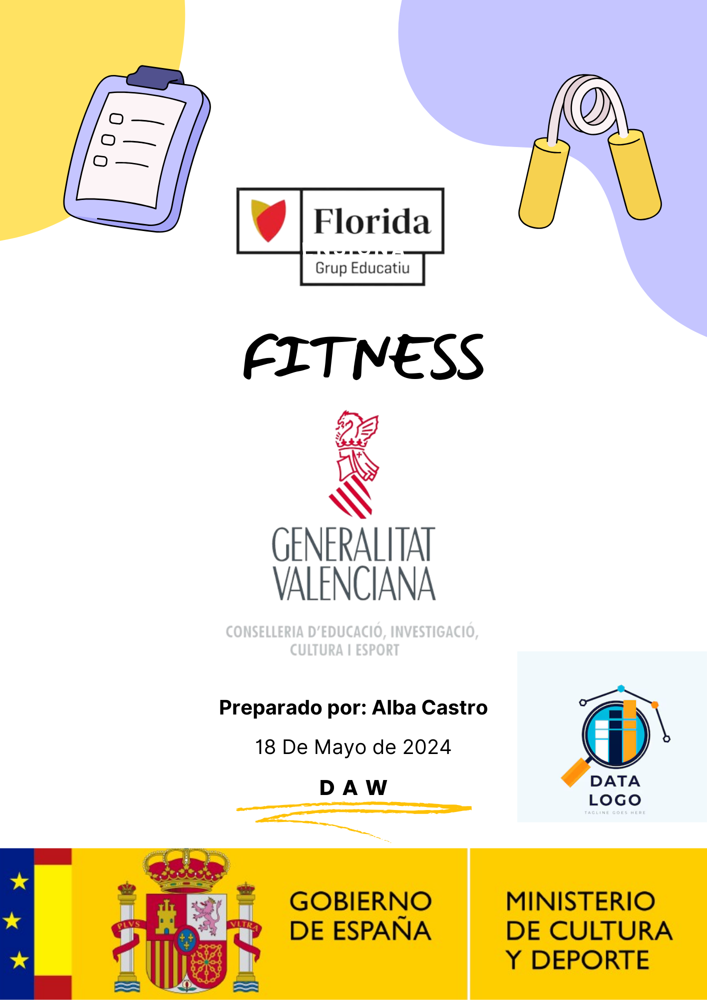 Florida
Grup Educatiu
FITNESS
GENERALITAT
VALENCIANA
CONSELLERIA D'EDUCACIÓ, INVESTIGACIÓ,
CULTURA I ESPORT
Preparado por: Alba Castro
18 De Mayo de 2024
DAW
DATA
LOGO
TAGLINE GOES HERE
PLVS VLTRA
GOBIERNO
DE ESPAÑA
MINISTERIO
DE CULTURA
Y DEPORTE